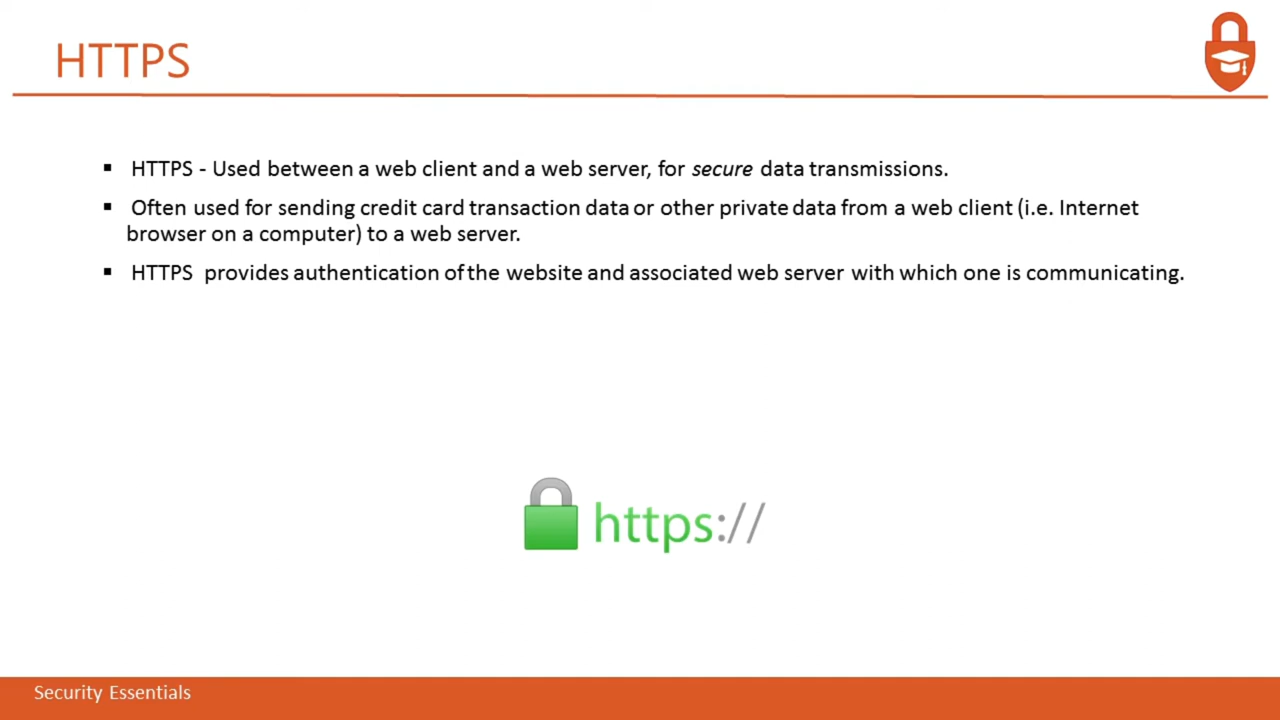 HTTPS
▪ HTTPS - Used between a web client and a web server, for secure data transmissions.
▪ Often used for sending credit card transaction data or other private data from a web client (i.e. Internet
browser on a computer) to a web server.
▪ HTTPS provides authentication of the website and associated web server with which one is communicating.
https://
Security Essentials